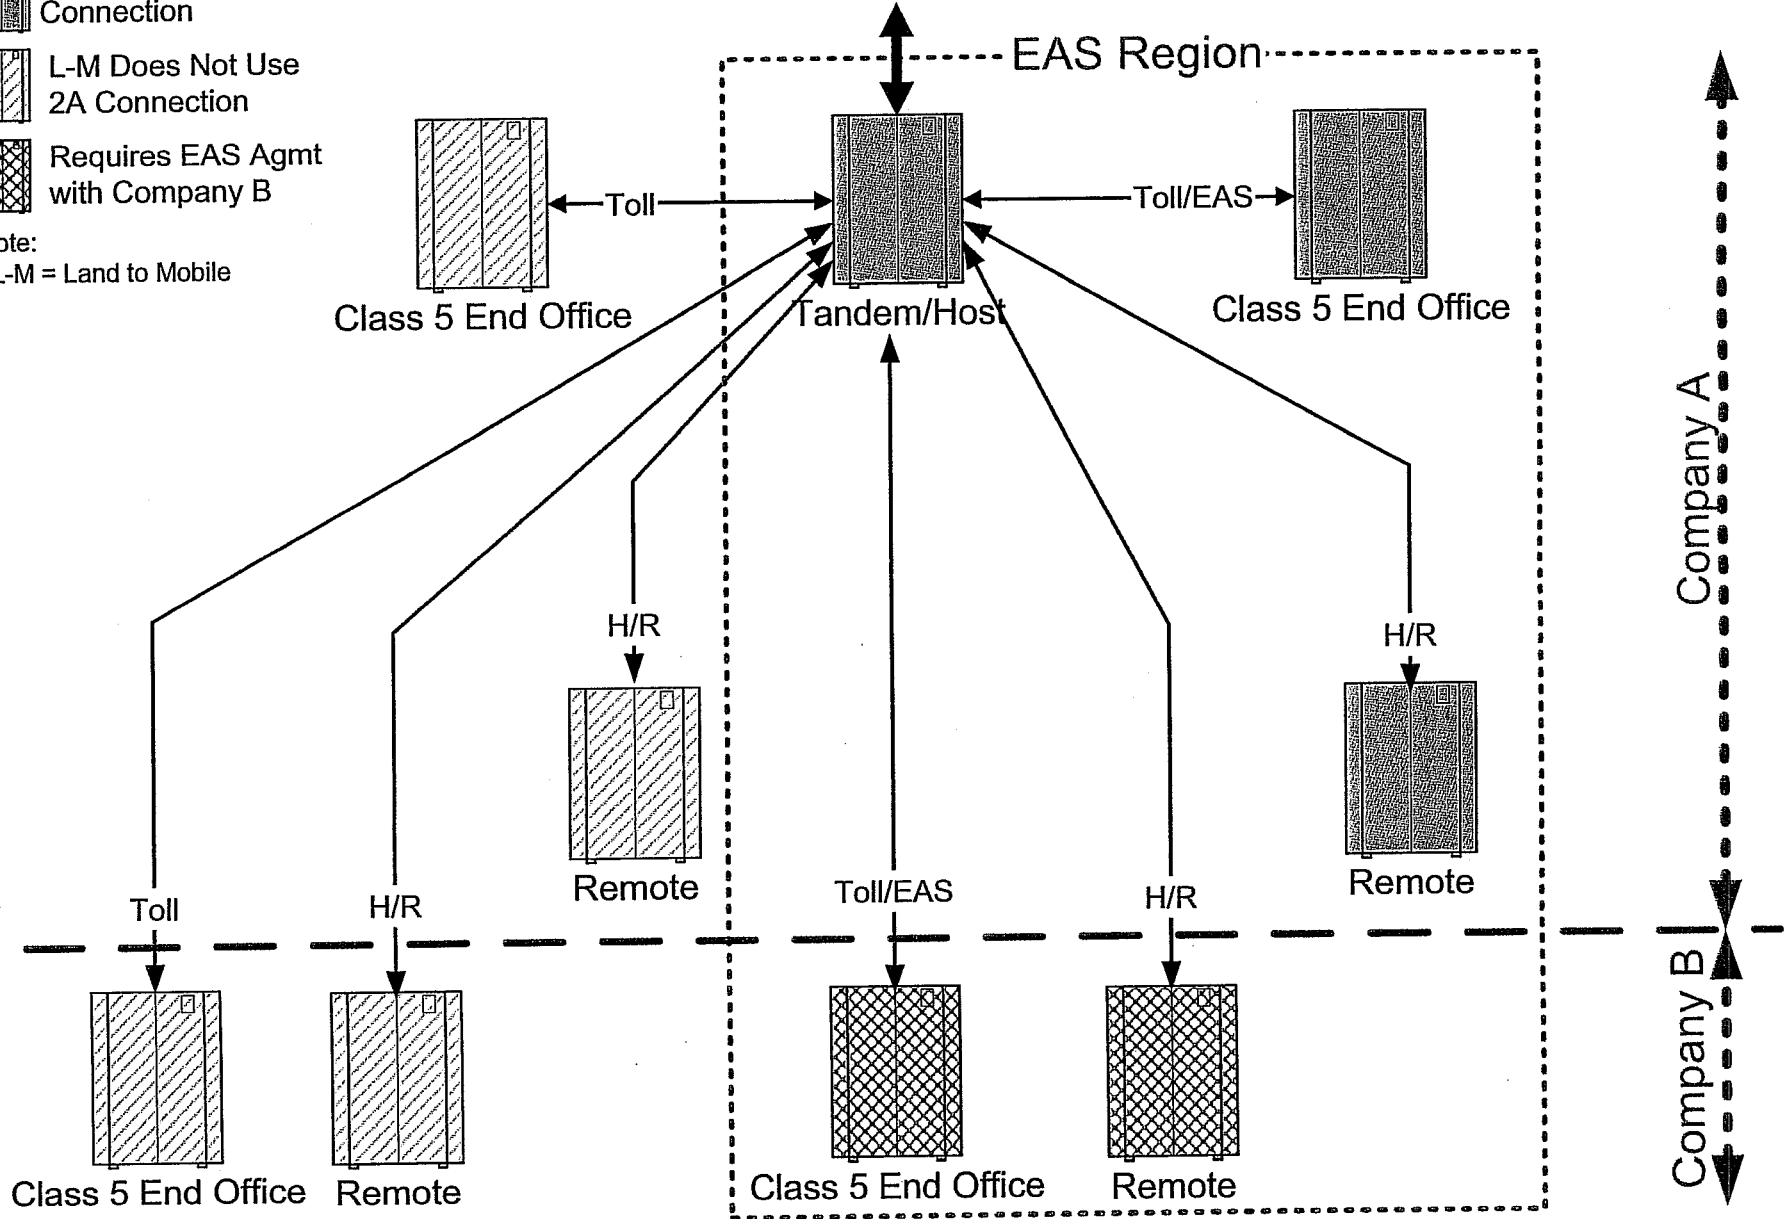 Connection
L-M Does Not Use
2A Connection
Requires EAS Agmt
with Company B
ote:
L-M = Land to Mobile
EAS Region
Toll
Toll/EAS
Class 5 End Office
Tandem/Host
Class 5 End Office
Company A
H/R
H/R
Remote
Remote
Toll
H/R
Toll/EAS
H/R
Company B
Class 5 End Office
Remote
Class 5 End Office
Remote